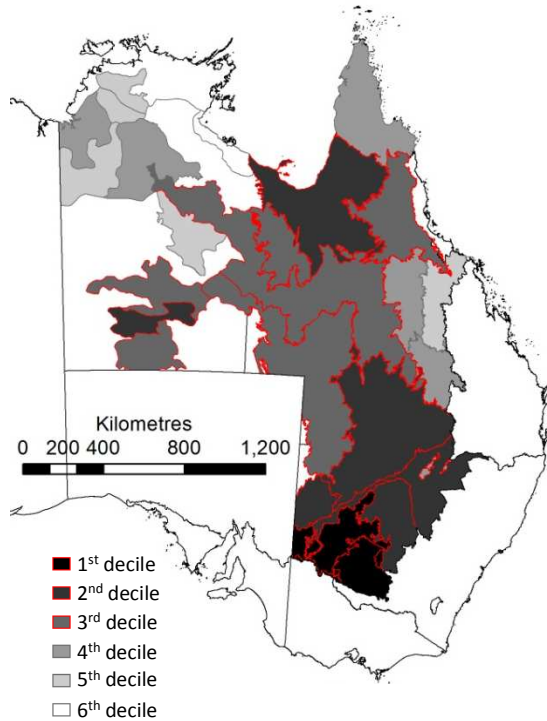 Kilometres
0 200 400 800 1,200
1st decile
2nd decile
3rd decile
4th decile
5th decile
6th decile